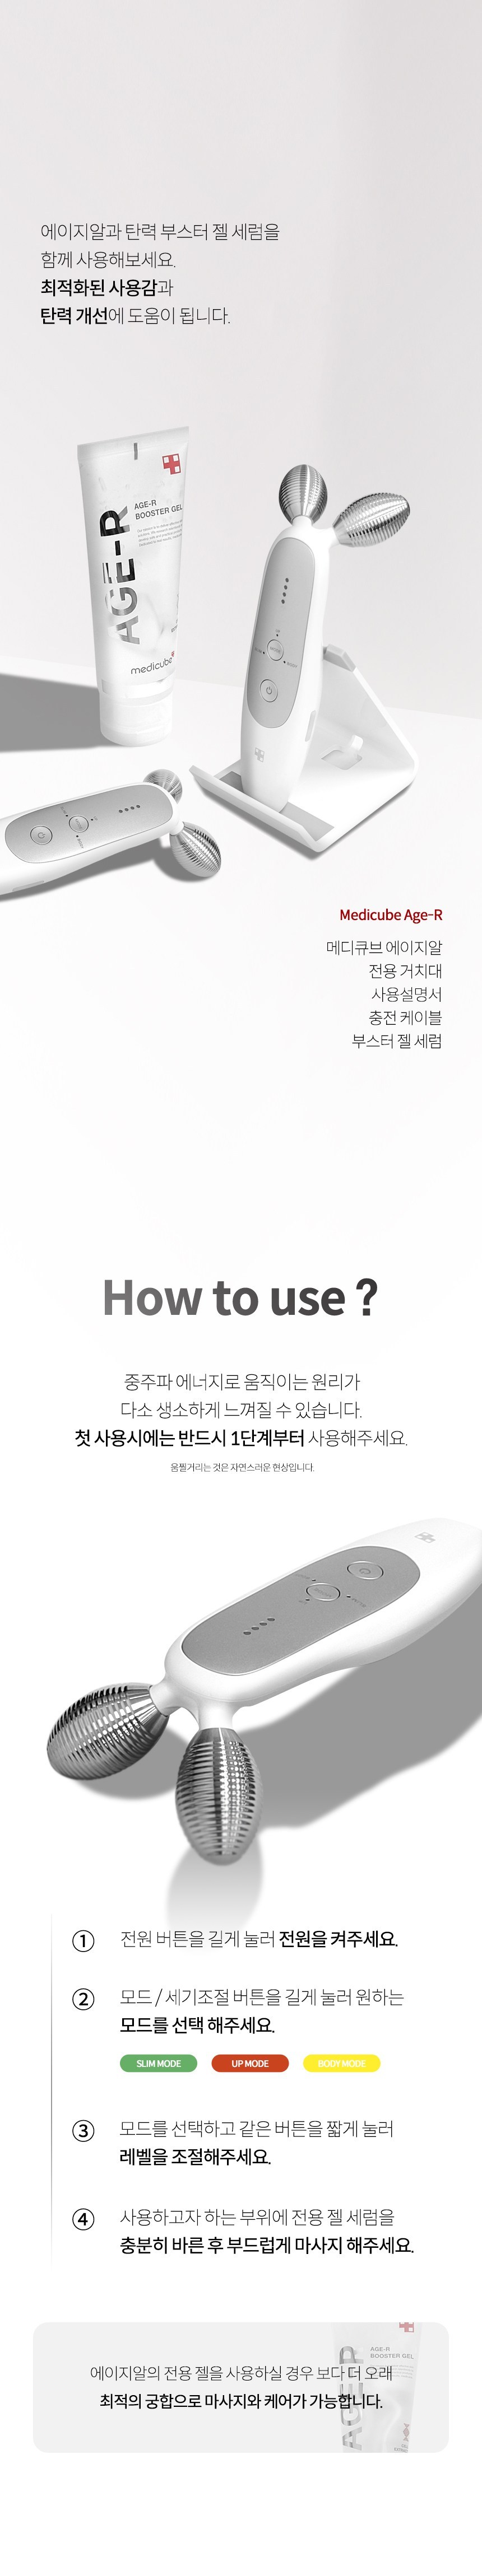 에이지알과 탄력 부스터 젤 세럼을
함께 사용해보세요.
최적화된 사용감과
탄력 개선에 도움이 됩니다.
AGE-R
AGE-R
BOOSTER GEL
medicube
Medicube Age-R
메디큐브 에이지알
전용 거치대
사용설명서
충전 케이블
부스터 젤 세럼
How to use ?
중주파 에너지로 움직이는 원리가
다소 생소하게 느껴질 수 있습니다.
첫 사용시에는 반드시 1단계부터 사용해주세요.
움찔거리는 것은 자연스러운 현상입니다.
① 전원 버튼을 길게 눌러 전원을 켜주세요.
② 모드 / 세기조절 버튼을 길게 눌러 원하는
모드를 선택 해주세요.
SLIM MODE UP MODE BODY MODE
③ 모드를 선택하고 같은 버튼을 짧게 눌러
레벨을 조절해주세요.
④ 사용하고자 하는 부위에 전용 젤 세럼을
충분히 바른 후 부드럽게 마사지 해주세요.
AGE-R
BOOSTER GEL
에이지알의 전용 젤을 사용하실 경우 보다 더 오래
최적의 궁합으로 마사지와 케어가 가능합니다.